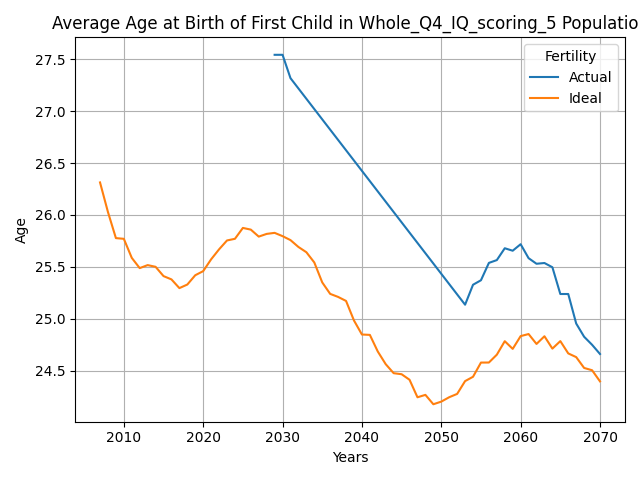 Average Age at Birth of First Child in Whole_Q4_IQ_scoring_5 Populatio
Fertility
Actual
Ideal
27.5
27.0
26.5
26.0
25.5
25.0
24.5
Age
2010 2020 2030 2040 2050 2060 2070
Years